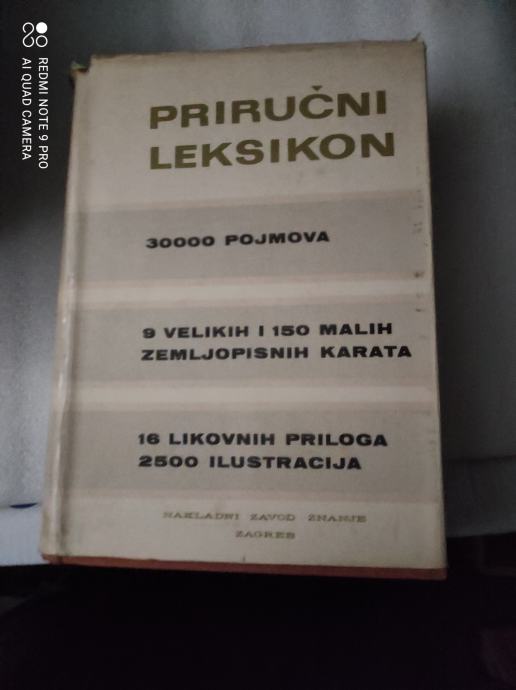 PRIRUČNI
LEKSIKON
30000 POJMOVA
9 VELIKIH I 150 MALIH
ZEMLJOPISNIH KARATA
16 LIKOVNIH PRILOGA
2500 ILUSTRACIJA
NAKLADNI ZAVOD ZNANJE
ZAGREB
REDMI NOTE 9 PRO
AI QUAD CAMERA